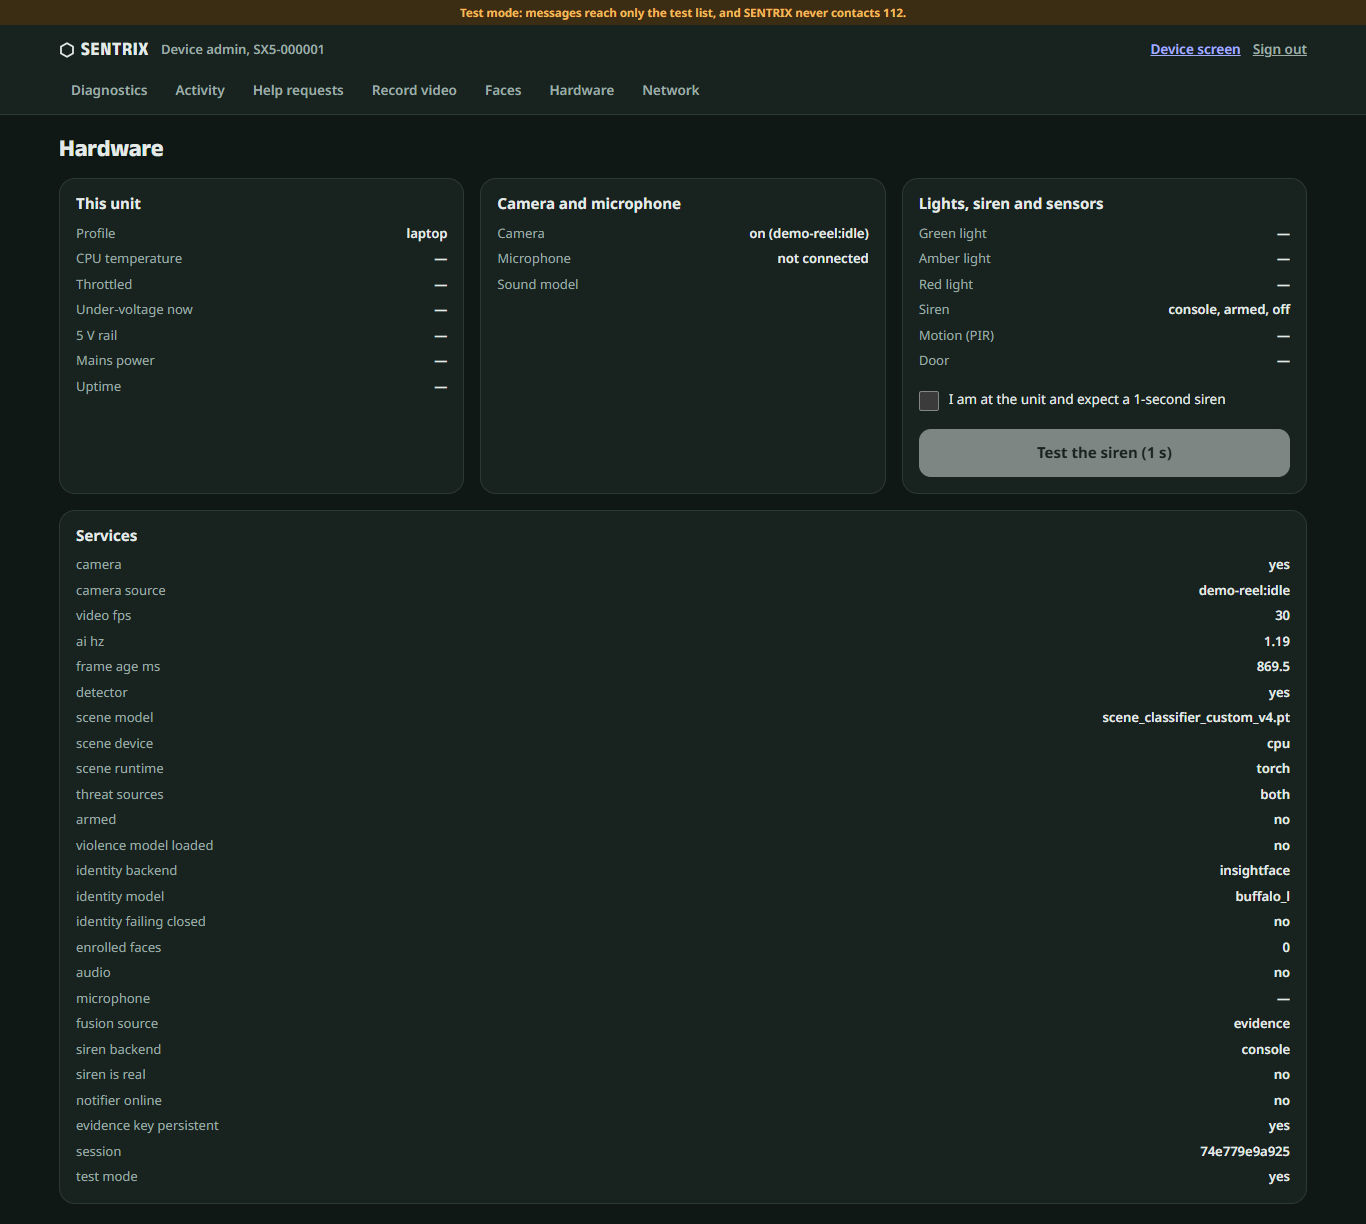 Test mode: messages reach only the test list, and SENTRIX never contacts 112.
SENTRIX Device admin, SX5-000001 Device screen Sign out
Diagnostics Activity Help requests Record video Faces Hardware Network
Hardware
This unit
Profile laptop
CPU temperature —
Throttled —
Under-voltage now —
5 V rail —
Mains power —
Uptime —
Camera and microphone
Camera on (demo-reel:idle)
Microphone not connected
Sound model
Lights, siren and sensors
Green light —
Amber light —
Red light —
Siren console, armed, off
Motion (PIR) —
Door —
I am at the unit and expect a 1-second siren
Test the siren (1 s)
Services
camera yes
camera source demo-reel:idle
video fps 30
ai hz 1.19
frame age ms 869.5
detector yes
scene model scene_classifier_custom_v4.pt
scene device cpu
scene runtime torch
threat sources both
armed no
violence model loaded no
identity backend insightface
identity model buffalo_l
identity failing closed no
enrolled faces 0
audio no
microphone —
fusion source evidence
siren backend console
siren is real no
notifier online no
evidence key persistent yes
session 74e779e9a925
test mode yes